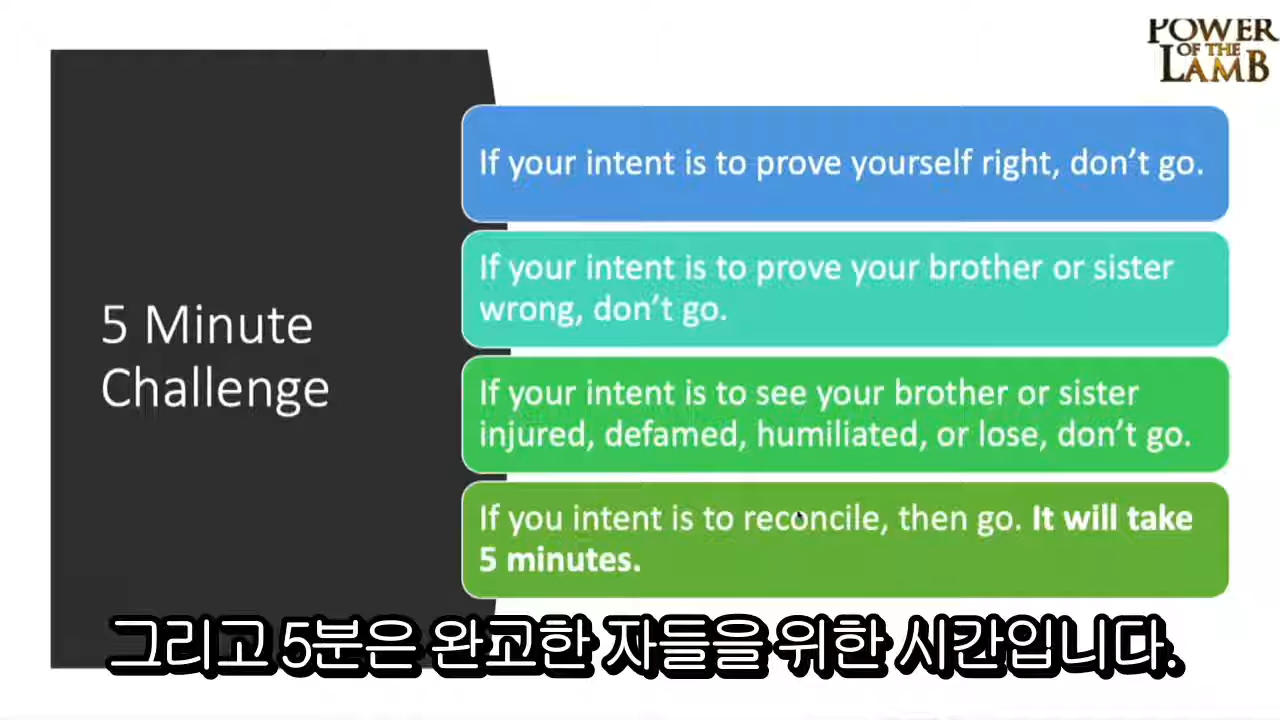 POWER
OF THE
LAMB
5 Minute
Challenge
If your intent is to prove yourself right, don’t go.
If your intent is to prove your brother or sister
wrong, don’t go.
If your intent is to see your brother or sister
injured, defamed, humiliated, or lose, don’t go.
If you intent is to reconcile, then go. It will take
5 minutes.
그리고 5분은 완고한 자들을 위한 시간입니다.